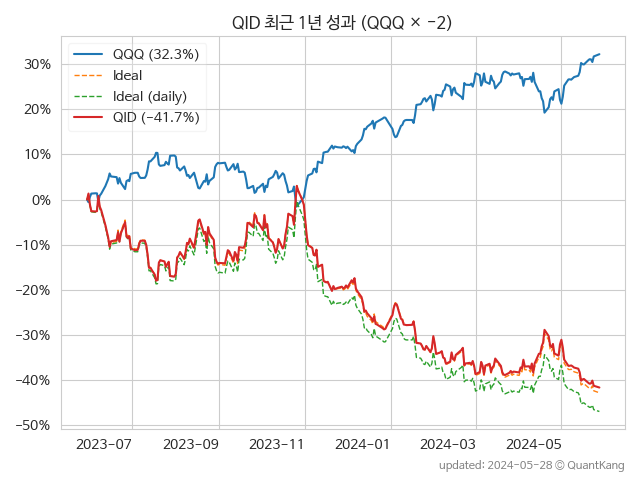 QID 최근 1년 성과 (QQQ × −2)
QQQ (32.3%)
Ideal
Ideal (daily)
QID (−41.7%)
30%
20%
10%
0%
−10%
−20%
−30%
−40%
−50%
2023-07 2023-09 2023-11 2024-01 2024-03 2024-05
updated: 2024-05-28 © QuantKang